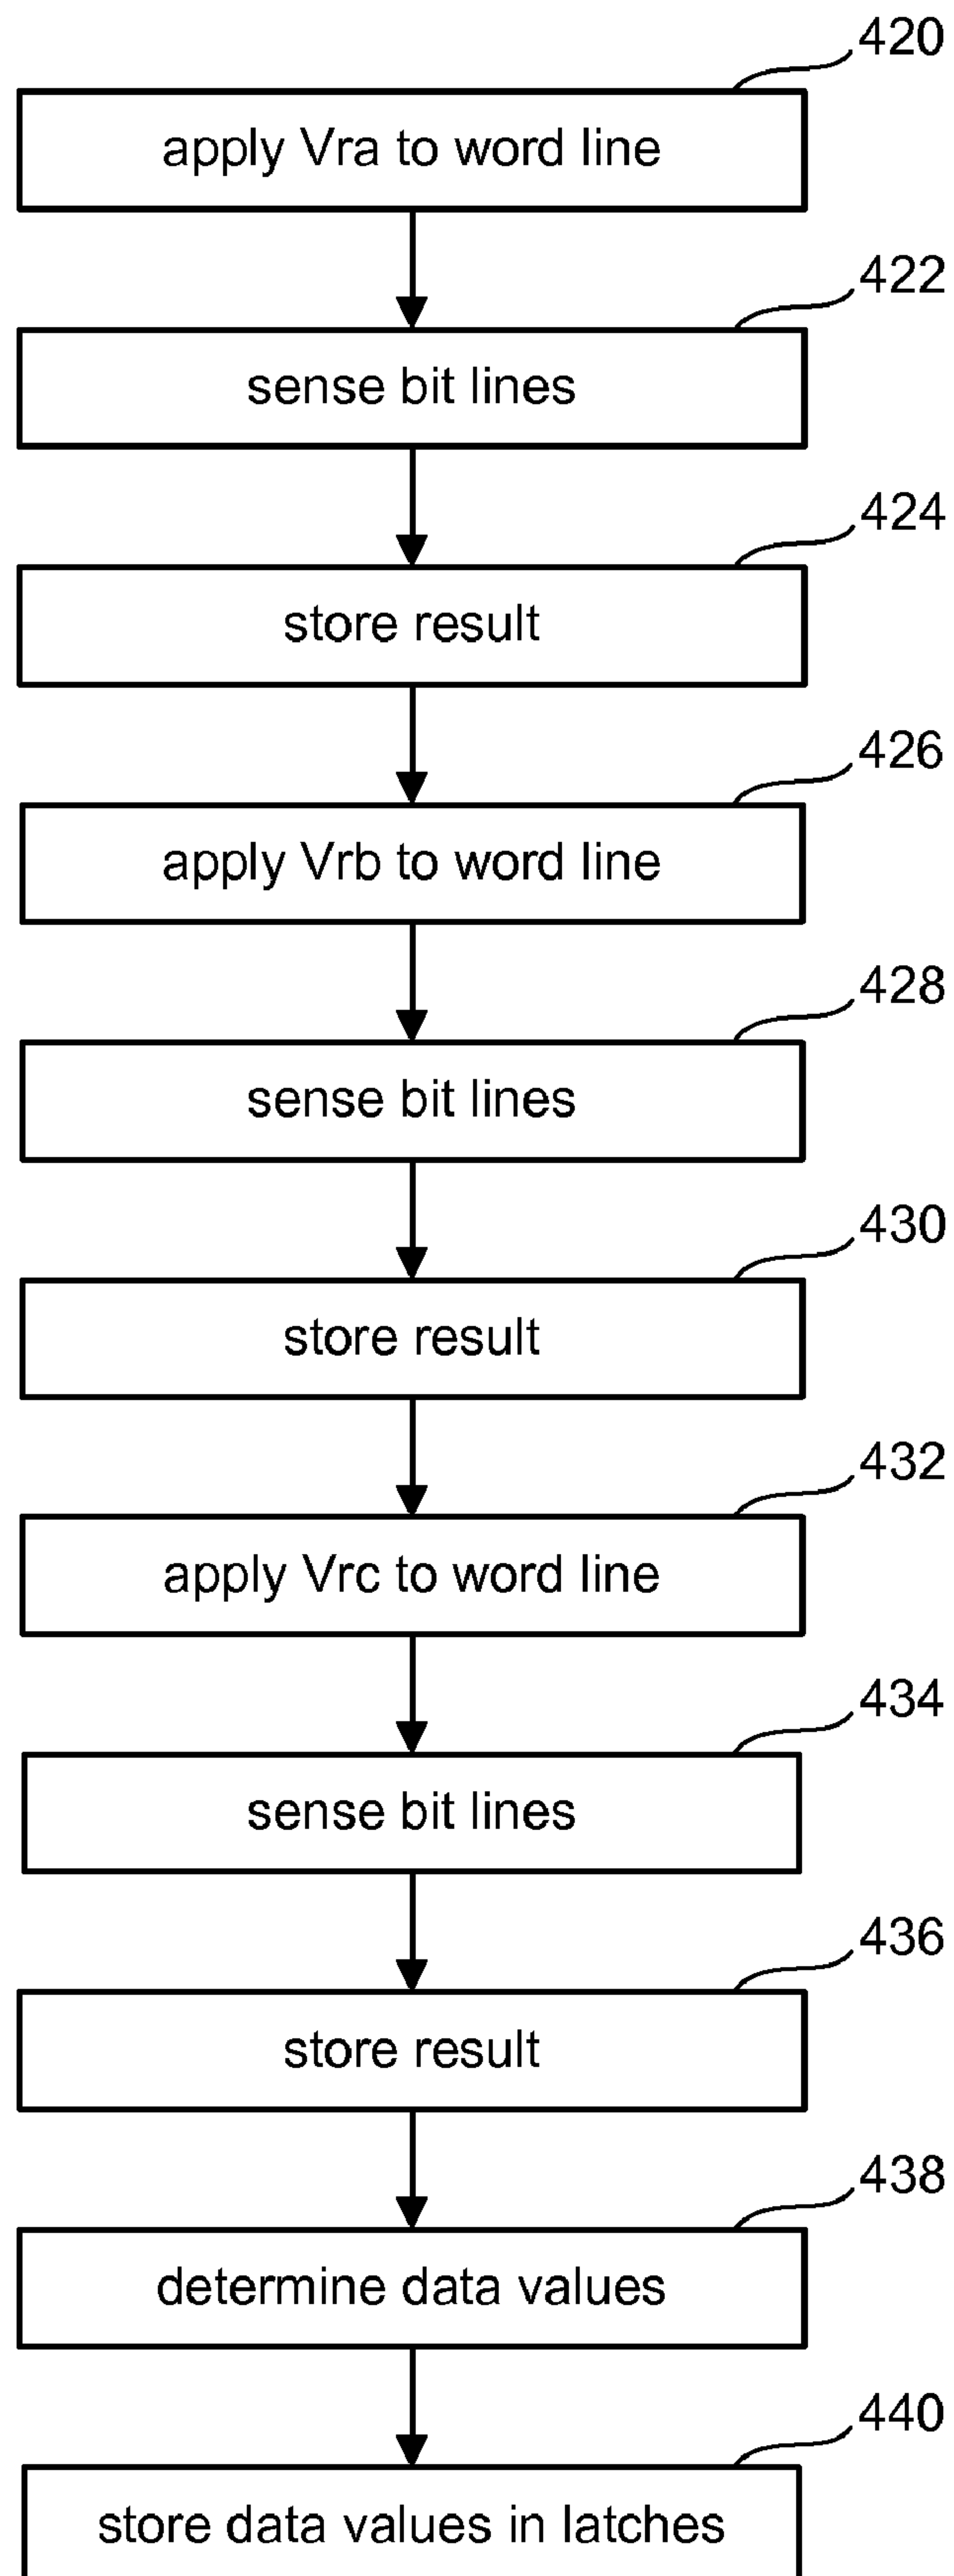 420
apply Vra to word line
422
sense bit lines
424
store result
426
apply Vrb to word line
428
sense bit lines
430
store result
432
apply Vrc to word line
434
sense bit lines
436
store result
438
determine data values
440
store data values in latches